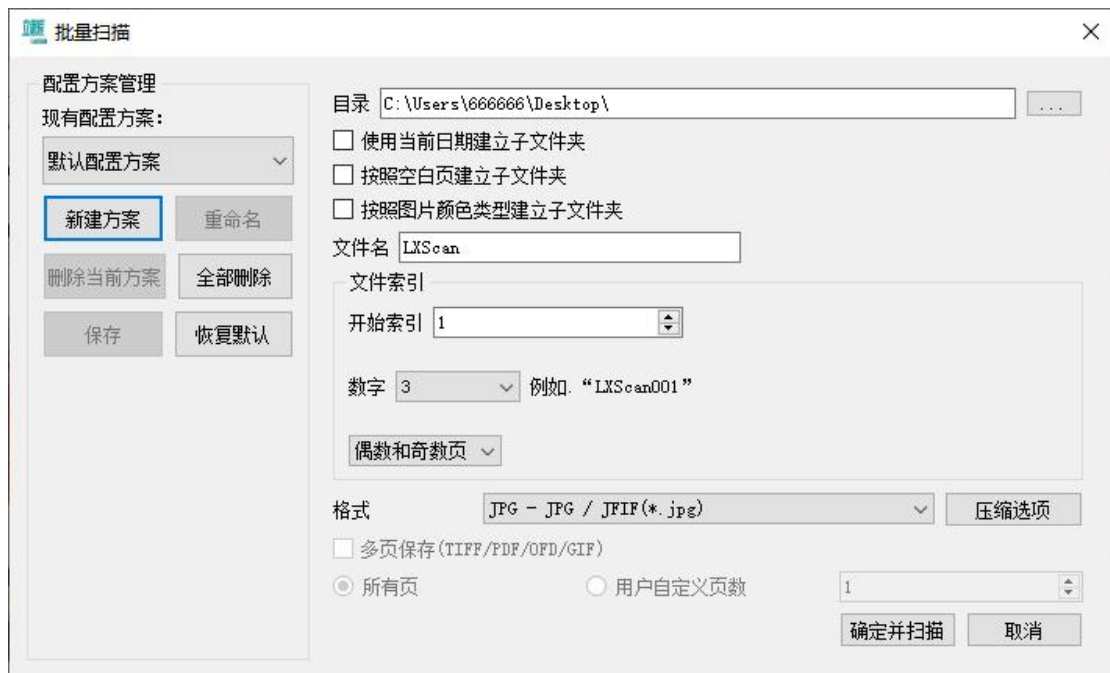 批量扫描
配置方案管理
现有配置方案：
默认配置方案
新建方案
重命名
删除当前方案
全部删除
保存
恢复默认
目录 C:\Users\666666\Desktop\
...
使用当前日期建立子文件夹
按照空白页建立子文件夹
按照图片颜色类型建立子文件夹
文件名 LXScan
文件索引
开始索引 1
数字 3 例如. “LXScan001”
偶数和奇数页
格式 JPG - JPG / JFIF(*.jpg) 压缩选项
多页保存(TIFF/PDF/OFD/GIF)
所有页 用户自定义页数 1
确定并扫描 取消